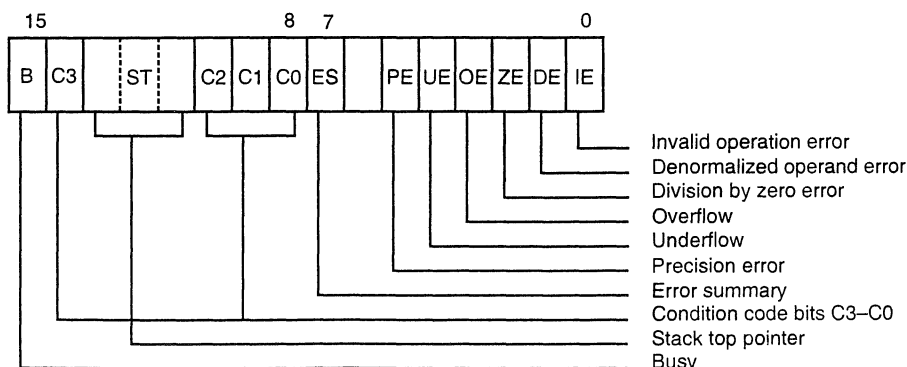 15 8 7 0
B C3 ST C2 C1 C0 ES PE UE OE ZE DE IE
Invalid operation error
Denormalized operand error
Division by zero error
Overflow
Underflow
Precision error
Error summary
Condition code bits C3–C0
Stack top pointer
Busy